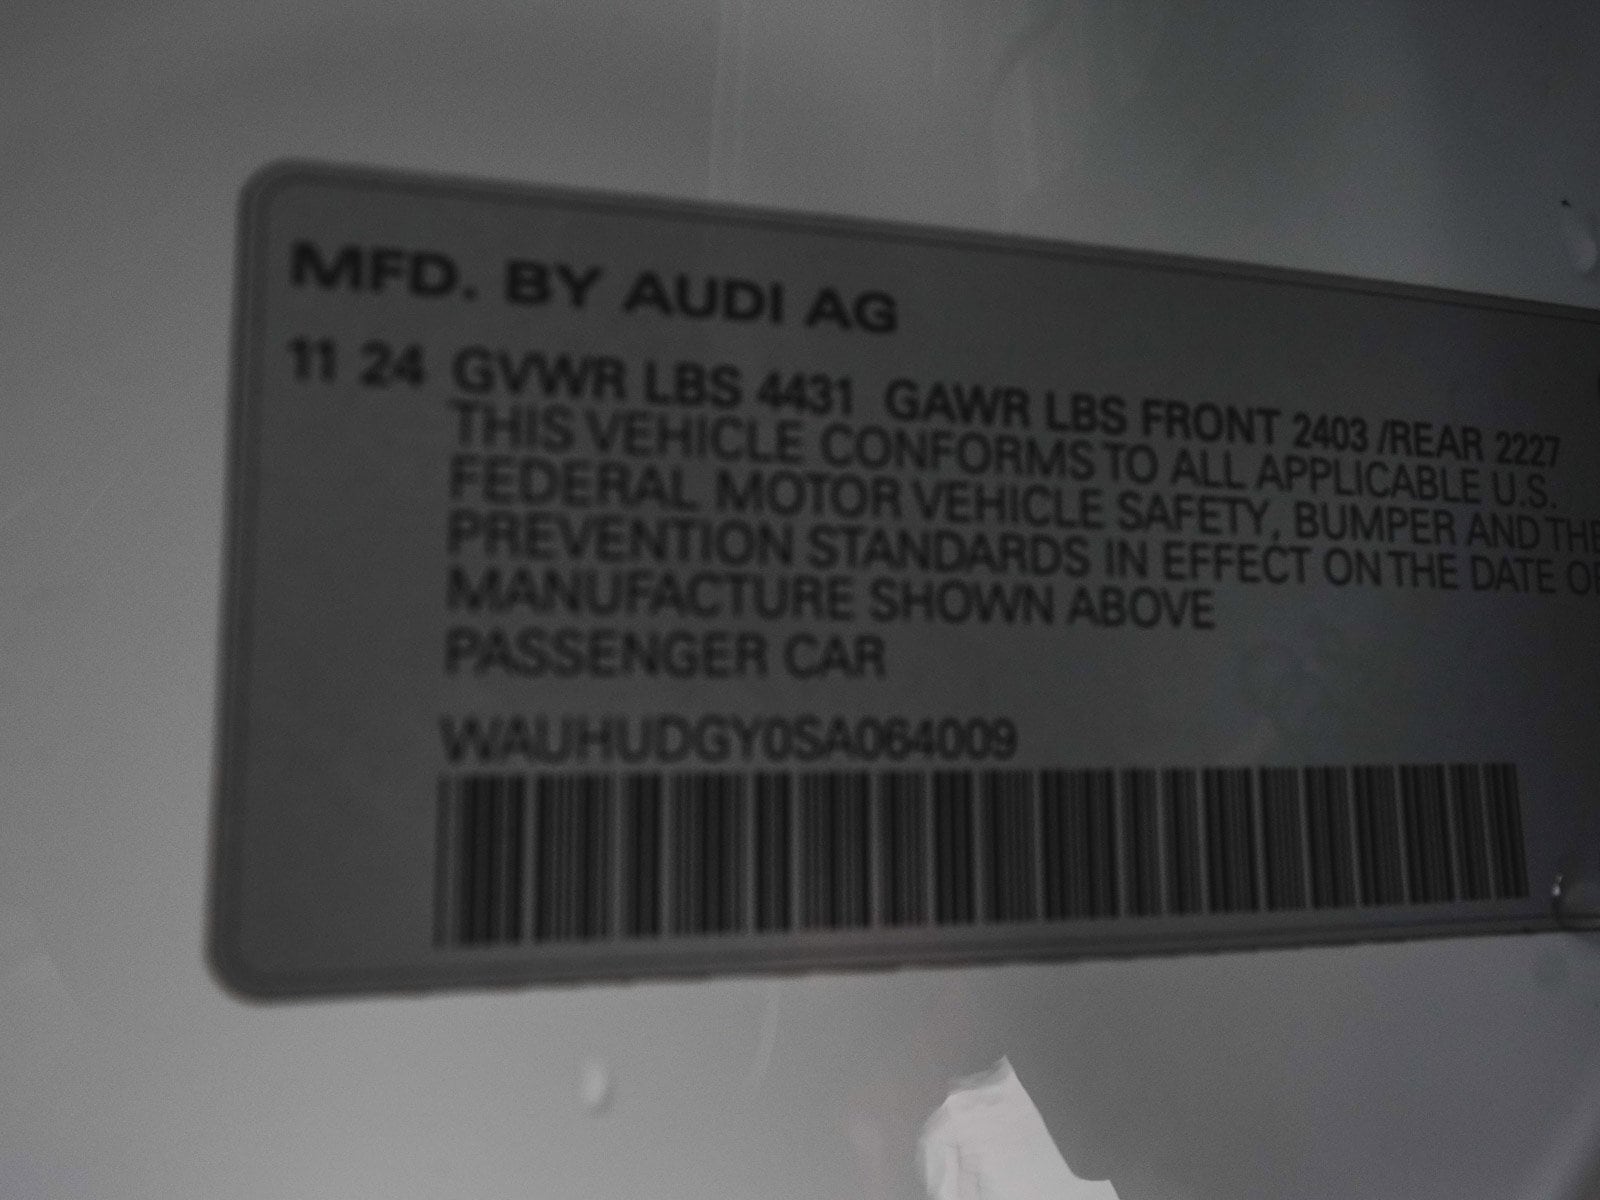 MFD. BY AUDI AG
11 24 GVWR LBS 4431 GAWR LBS FRONT 2403 /REAR 2227
THIS VEHICLE CONFORMS TO ALL APPLICABLE U.S.
FEDERAL MOTOR VEHICLE SAFETY, BUMPER AND THE
PREVENTION STANDARDS IN EFFECT ON THE DATE OF
MANUFACTURE SHOWN ABOVE
PASSENGER CAR
WAUHUDGY0SA064009